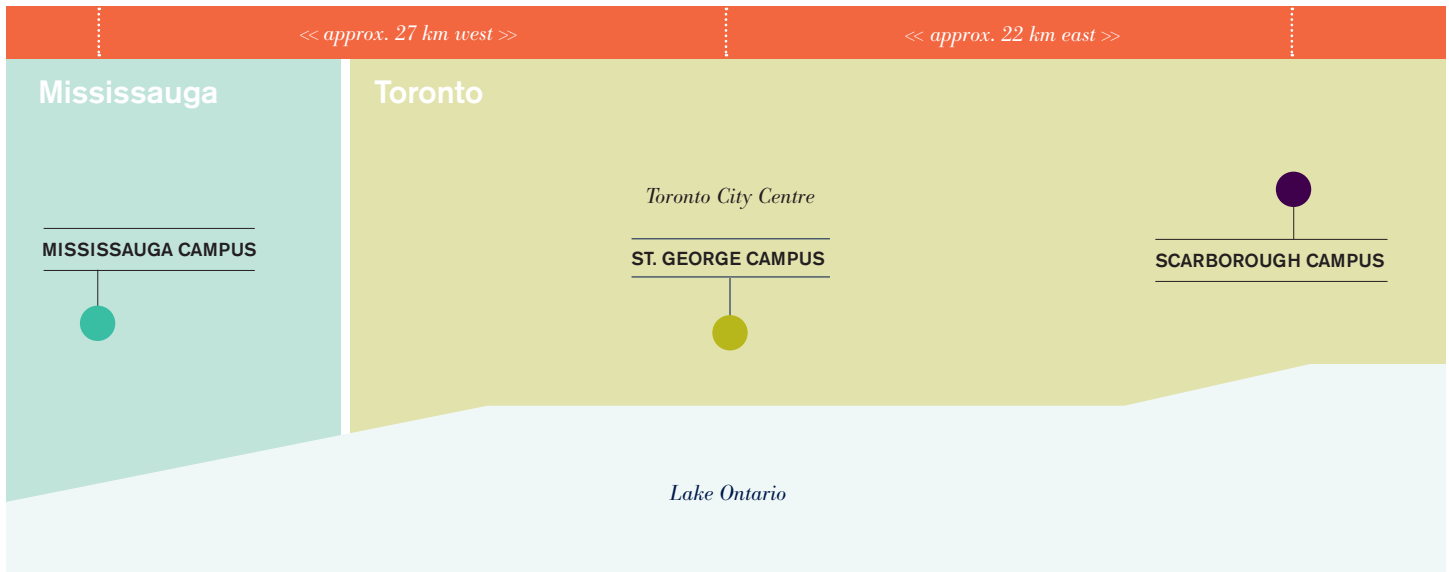 << approx. 27 km west >>
<< approx. 22 km east >>
Mississauga
Toronto
Toronto City Centre
MISSISSAUGA CAMPUS
ST. GEORGE CAMPUS
SCARBOROUGH CAMPUS
Lake Ontario